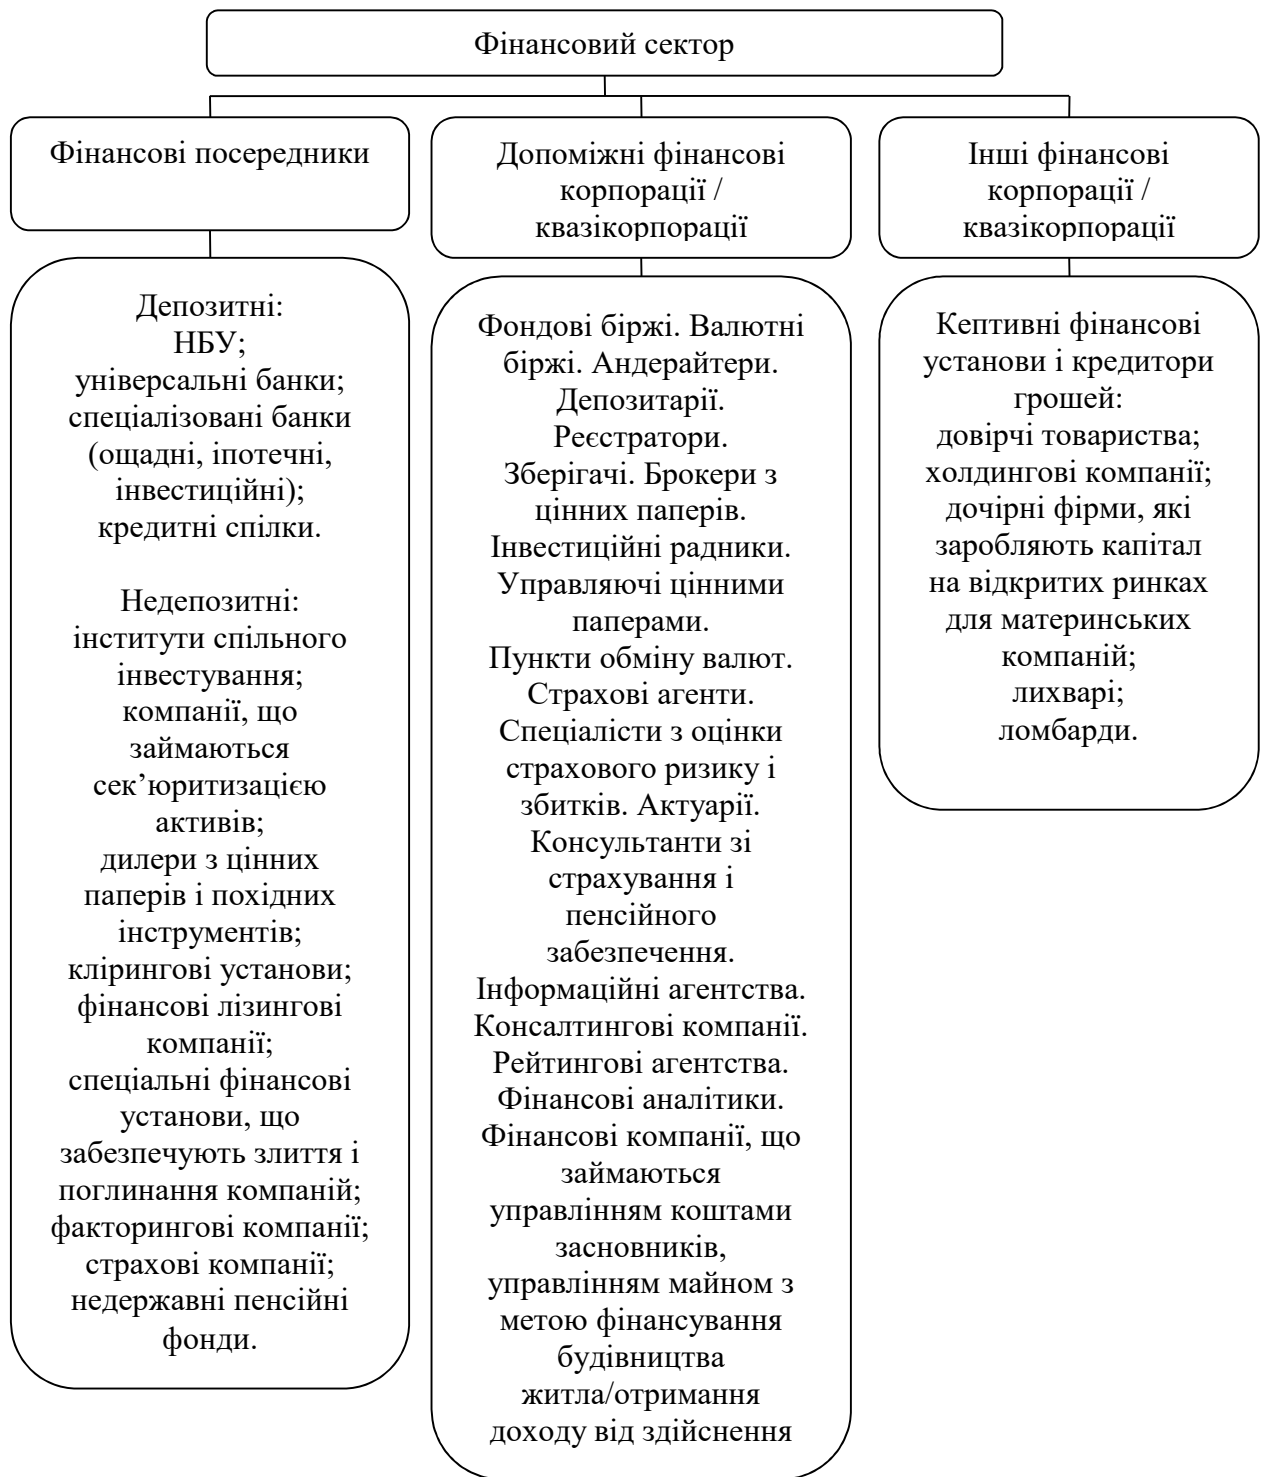 Фінансовий сектор
Фінансові посередники
Допоміжні фінансові
корпорації /
квазікорпорації
Інші фінансові
корпорації /
квазікорпорації
Депозитні:
НБУ;
універсальні банки;
спеціалізовані банки
(ощадні, іпотечні,
інвестиційні);
кредитні спілки.
Недепозитні:
інститути спільного
інвестування;
компанії, що
займаються
сек’юритизацією
активів;
дилери з цінних
паперів і похідних
інструментів;
клірингові установи;
фінансові лізингові
компанії;
спеціальні фінансові
установи, що
забезпечують злиття і
поглинання компаній;
факторингові компанії;
страхові компанії;
недержавні пенсійні
фонди.
Фондові біржі. Валютні
біржі. Андерайтери.
Депозитарії.
Реєстратори.
Зберігачі. Брокери з
цінних паперів.
Інвестиційні радники.
Управляючі цінними
паперами.
Пункти обміну валют.
Страхові агенти.
Спеціалісти з оцінки
страхового ризику і
збитків. Актуарії.
Консультанти зі
страхування і
пенсійного
забезпечення.
Інформаційні агентства.
Консалтингові компанії.
Рейтингові агентства.
Фінансові аналітики.
Фінансові компанії, що
займаються
управлінням коштами
засновників,
управлінням майном з
метою фінансування
будівництва
житла/отримання
доходу від здійснення
Кептивні фінансові
установи і кредитори
грошей:
довірчі товариства;
холдингові компанії;
дочірні фірми, які
заробляють капітал
на відкритих ринках
для материнських
компаній;
лихварі;
ломбарди.